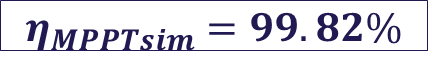 η_MPPTsim = 99.82%